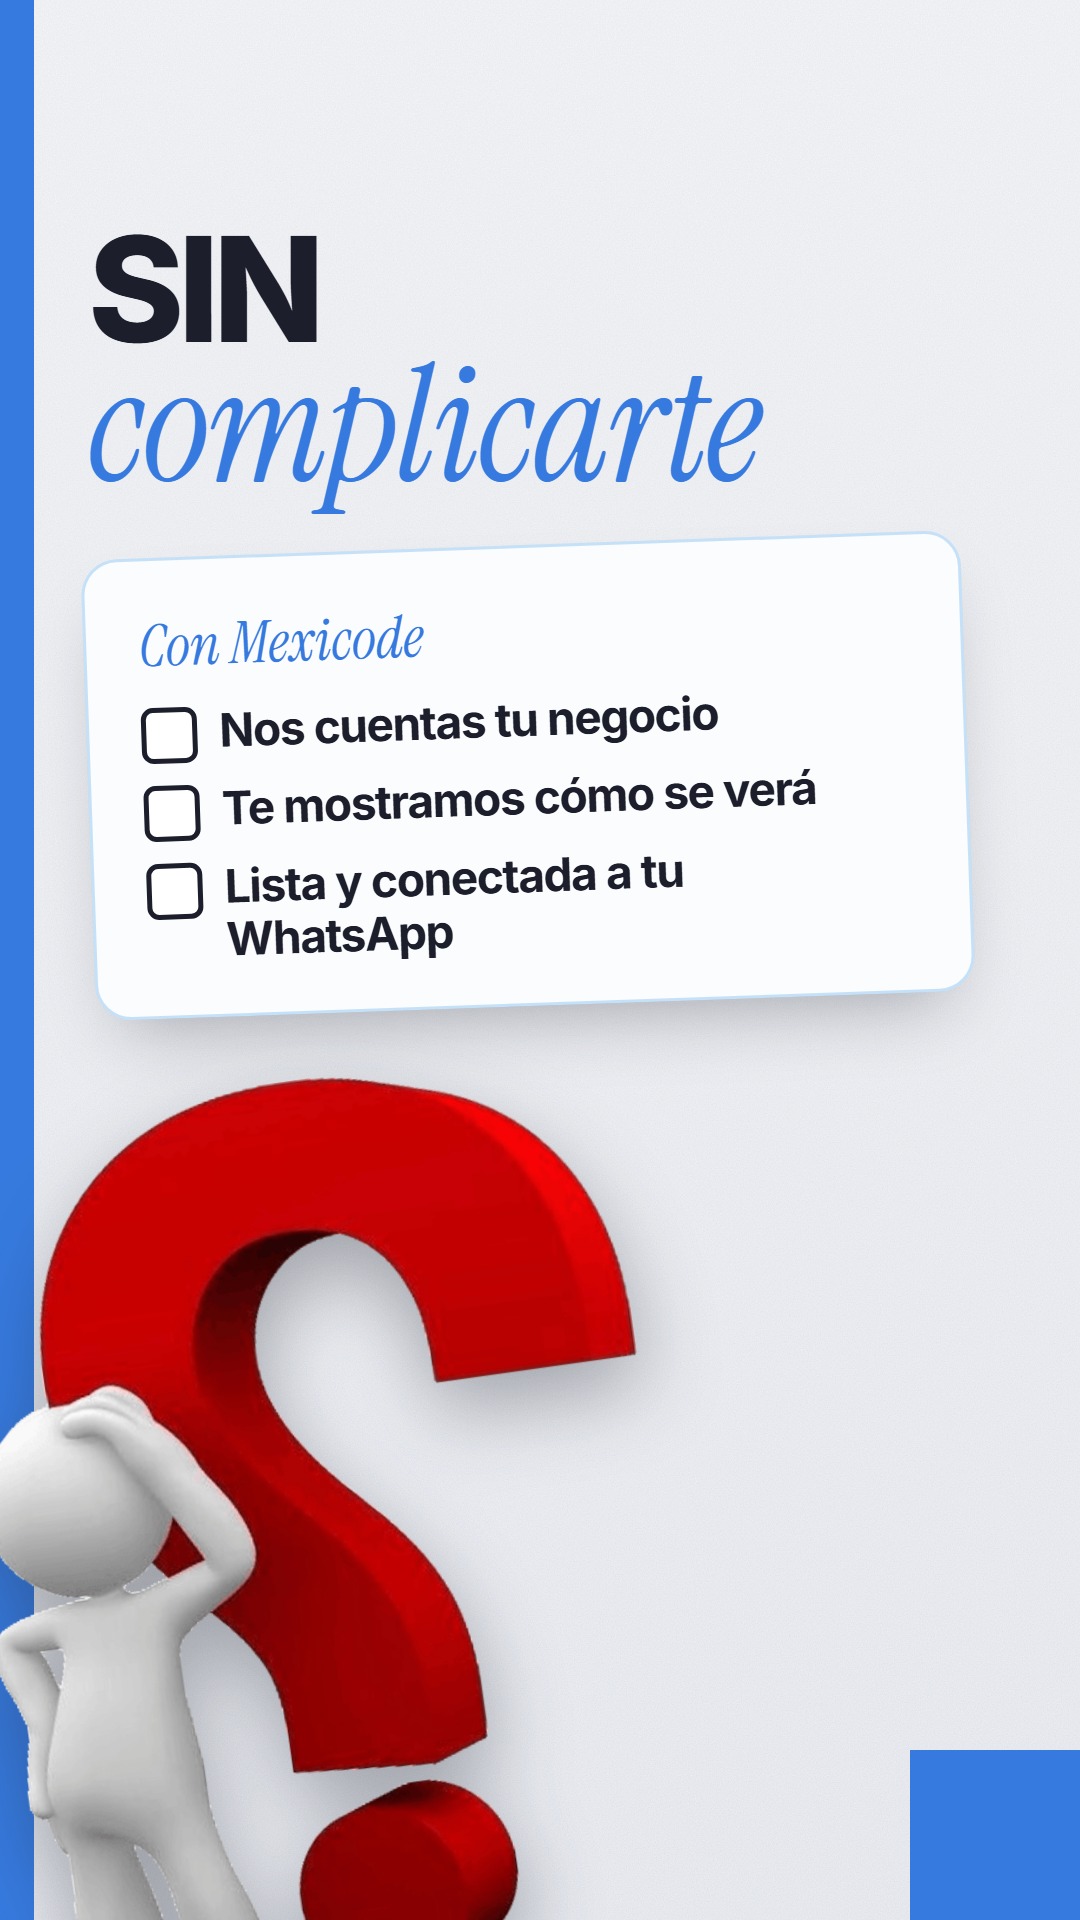 SIN
complicarte
Con Mexicode
Nos cuentas tu negocio
Te mostramos cómo se verá
Lista y conectada a tu
WhatsApp